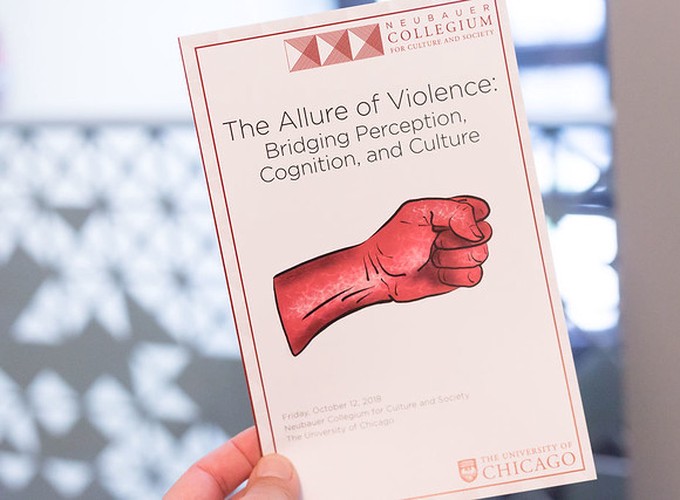 NEUBAUER
COLLEGIUM
FOR CULTURE AND SOCIETY
The Allure of Violence:
Bridging Perception,
Cognition, and Culture
Friday, October 12, 2018
Neubauer Collegium for Culture and Society
The University of Chicago
THE UNIVERSITY OF
CHICAGO